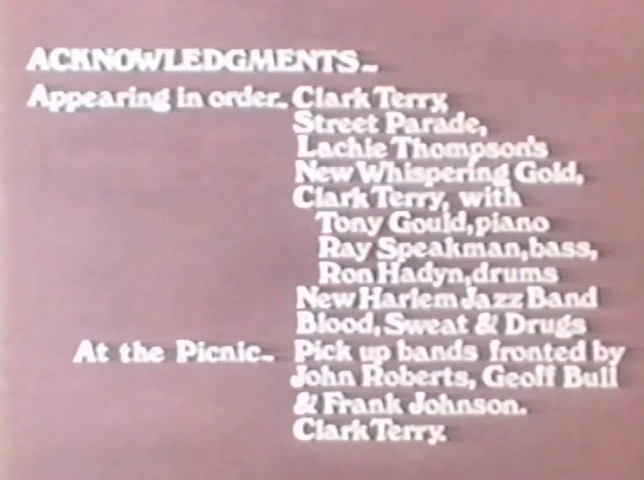 ACKNOWLEDGMENTS~
Appearing in order~ Clark Terry,
Street Parade,
Lachie Thompson's
New Whispering Gold,
Clark Terry, with
Tony Gould, piano
Ray Speakman, bass,
Ron Hadyn, drums
New Harlem Jazz Band
Blood, Sweat & Drugs
At the Picnic~ Pick up bands fronted by
John Roberts, Geoff Bull
& Frank Johnson.
Clark Terry.